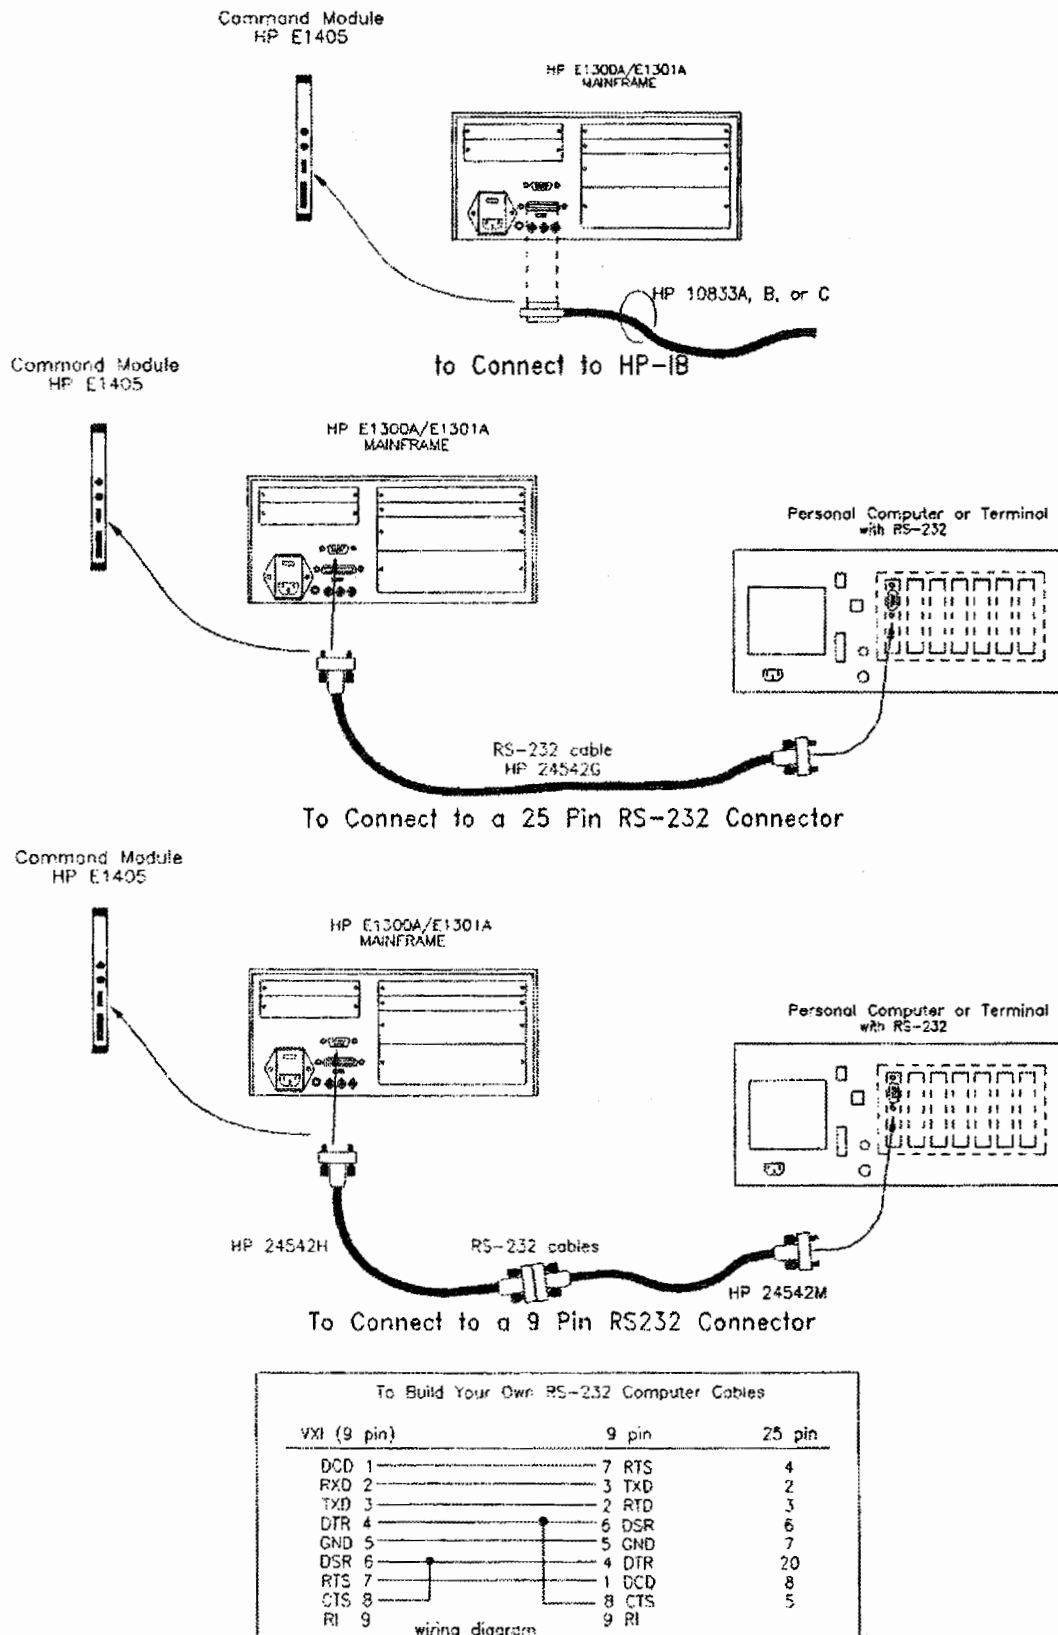 Command Module
HP E1405
HP E1300A/E1301A
MAINFRAME
HP 10833A, B, or C
to Connect to HP-IB
Command Module
HP E1405
HP E1300A/E1301A
MAINFRAME
Personal Computer or Terminal
with RS-232
RS-232 cable
HP 24542G
To Connect to a 25 Pin RS-232 Connector
Command Module
HP E1405
HP E1300A/E1301A
MAINFRAME
Personal Computer or Terminal
with RS-232
HP 24542H
RS-232 cables
HP 24542M
To Connect to a 9 Pin RS232 Connector
To Build Your Own RS-232 Computer Cables
VXI (9 pin) 9 pin 25 pin
DCD 1 7 RTS 4
RXD 2 3 TXD 2
TXD 3 2 RTD 3
DTR 4 6 DSR 6
GND 5 5 GND 7
DSR 6 4 DTR 20
RTS 7 1 DCD 8
CTS 8 8 CTS 5
RI 9 9 RI
wiring diagram